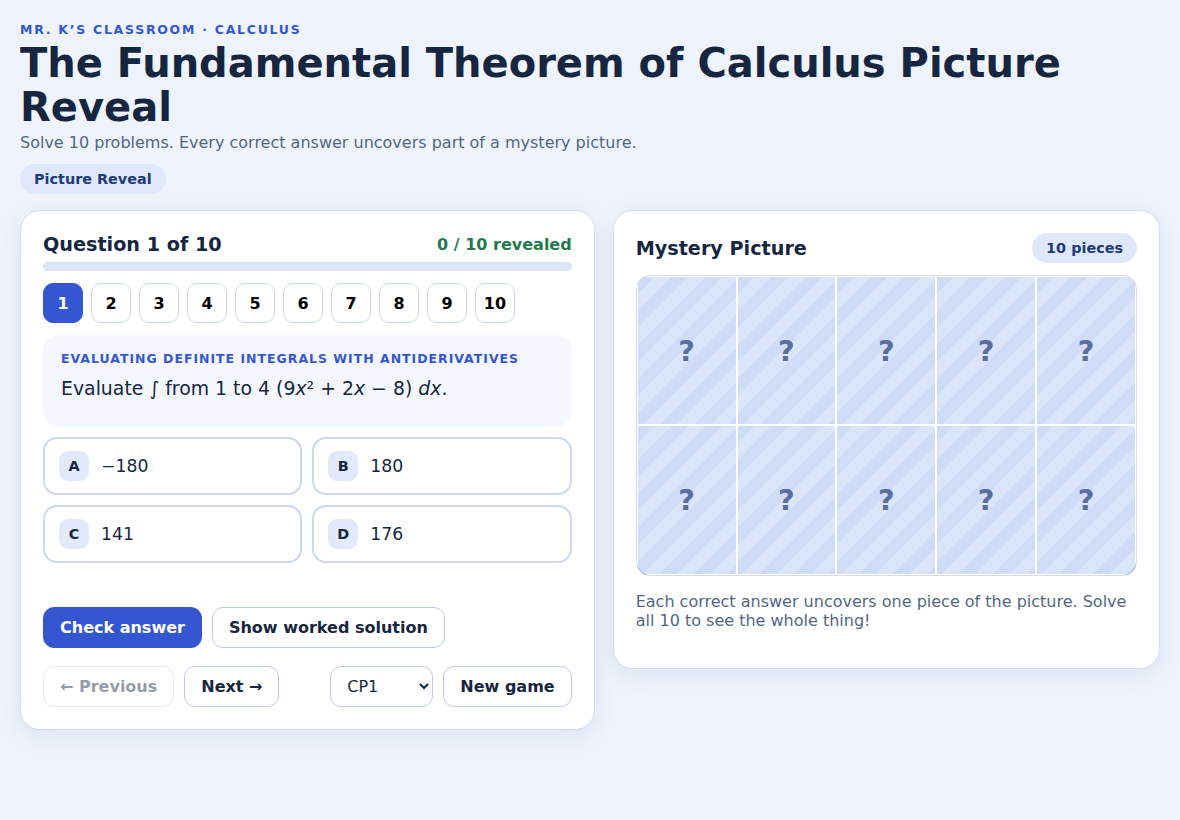 MR. K’S CLASSROOM · CALCULUS
The Fundamental Theorem of Calculus Picture
Reveal
Solve 10 problems. Every correct answer uncovers part of a mystery picture.
Picture Reveal
Question 1 of 10
0 / 10 revealed
1 2 3 4 5 6 7 8 9 10
EVALUATING DEFINITE INTEGRALS WITH ANTIDERIVATIVES
Evaluate ∫ from 1 to 4 (9x² + 2x − 8) dx.
A −180
B 180
C 141
D 176
Check answer
Show worked solution
← Previous
Next →
CP1
New game
Mystery Picture
10 pieces
? ? ? ? ?
? ? ? ? ?
Each correct answer uncovers one piece of the picture. Solve
all 10 to see the whole thing!